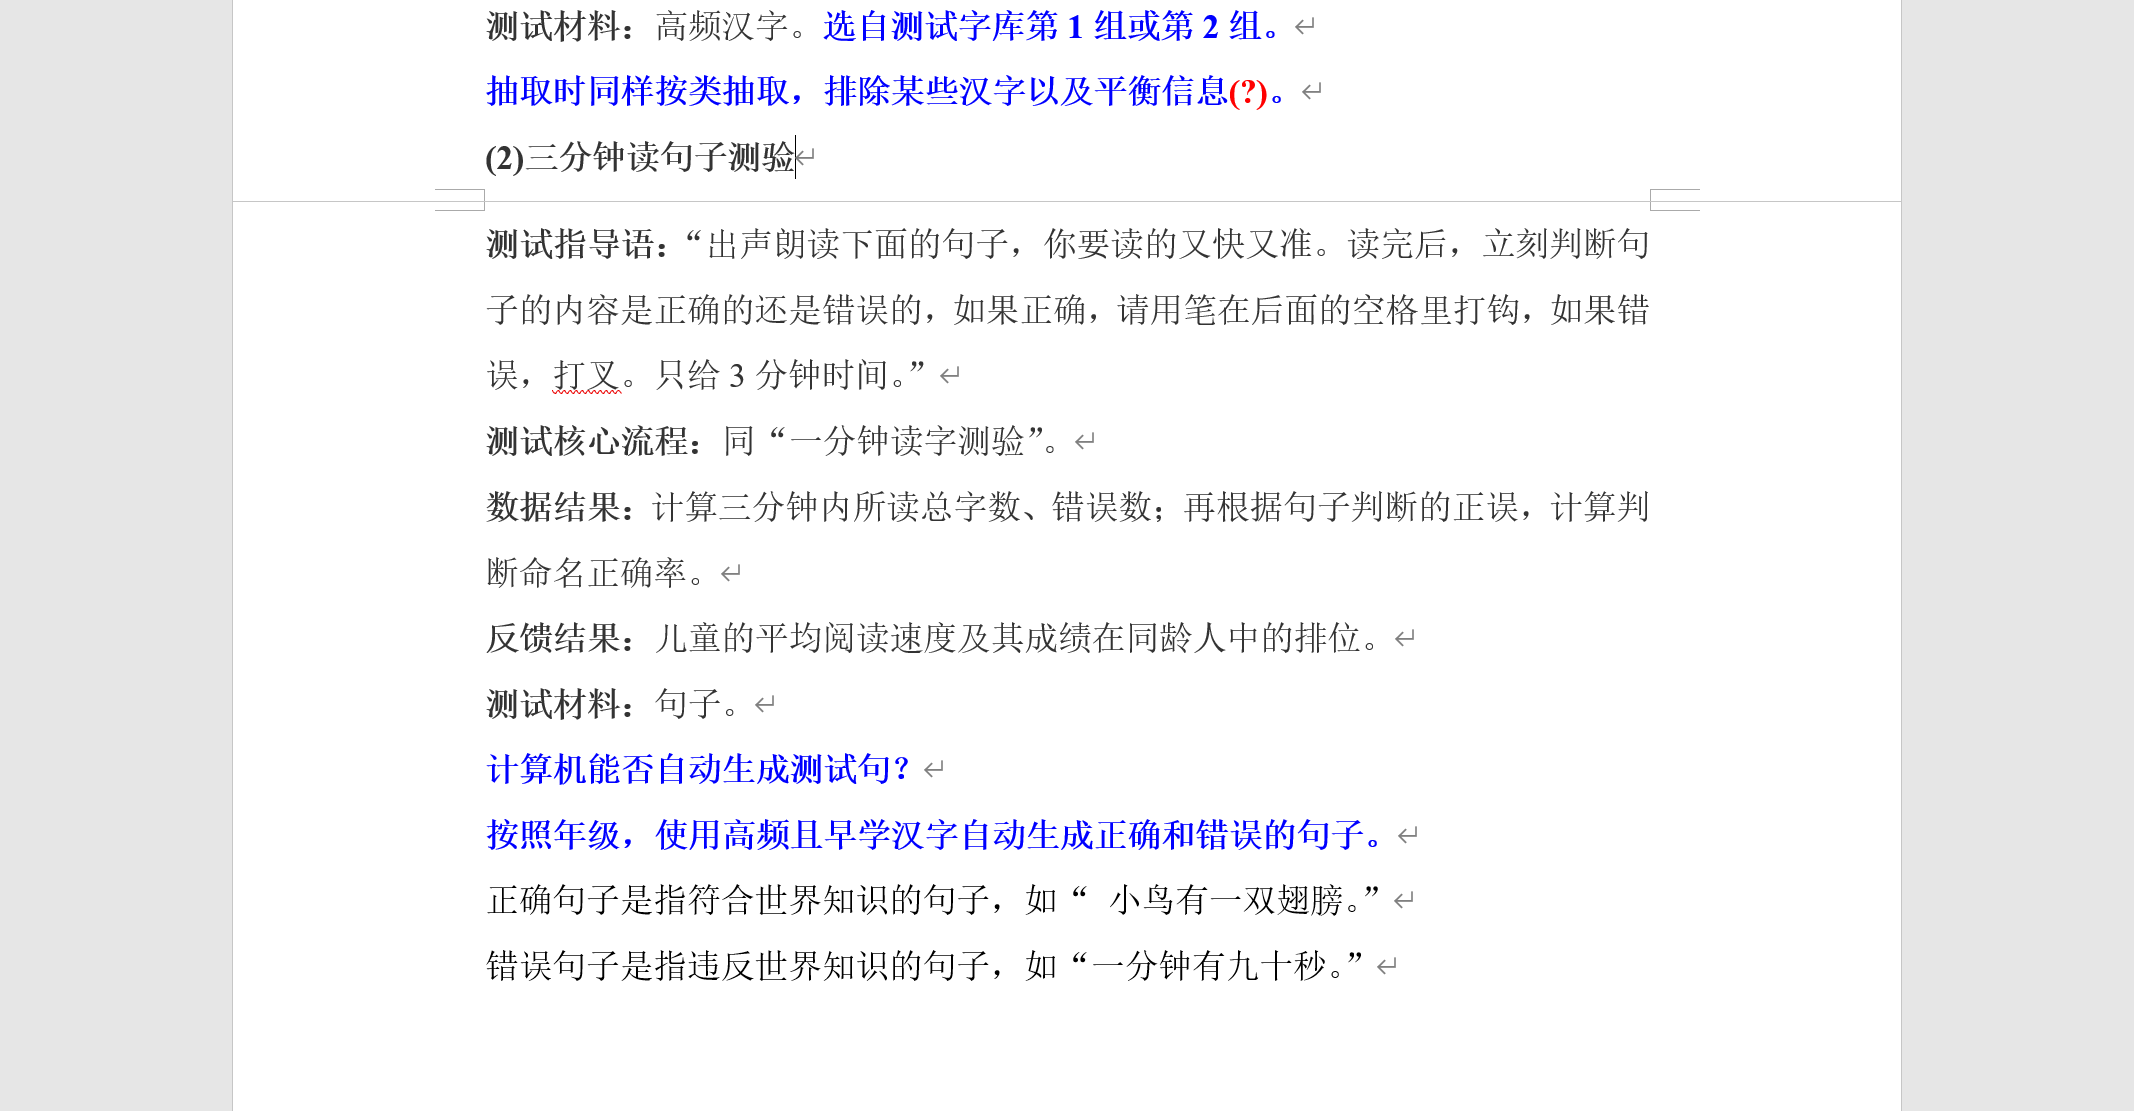 测试材料：高频汉字。选自测试字库第 1 组或第 2 组。
抽取时同样按类抽取，排除某些汉字以及平衡信息(?)。
(2)三分钟读句子测验
测试指导语：“出声朗读下面的句子，你要读的又快又准。读完后，立刻判断句
子的内容是正确的还是错误的，如果正确，请用笔在后面的空格里打钩，如果错
误，打叉。只给 3 分钟时间。”
测试核心流程：同“一分钟读字测验”。
数据结果：计算三分钟内所读总字数、错误数；再根据句子判断的正误，计算判
断命名正确率。
反馈结果：儿童的平均阅读速度及其成绩在同龄人中的排位。
测试材料：句子。
计算机能否自动生成测试句？
按照年级，使用高频且早学汉字自动生成正确和错误的句子。
正确句子是指符合世界知识的句子，如“ 小鸟有一双翅膀。”
错误句子是指违反世界知识的句子，如“一分钟有九十秒。”